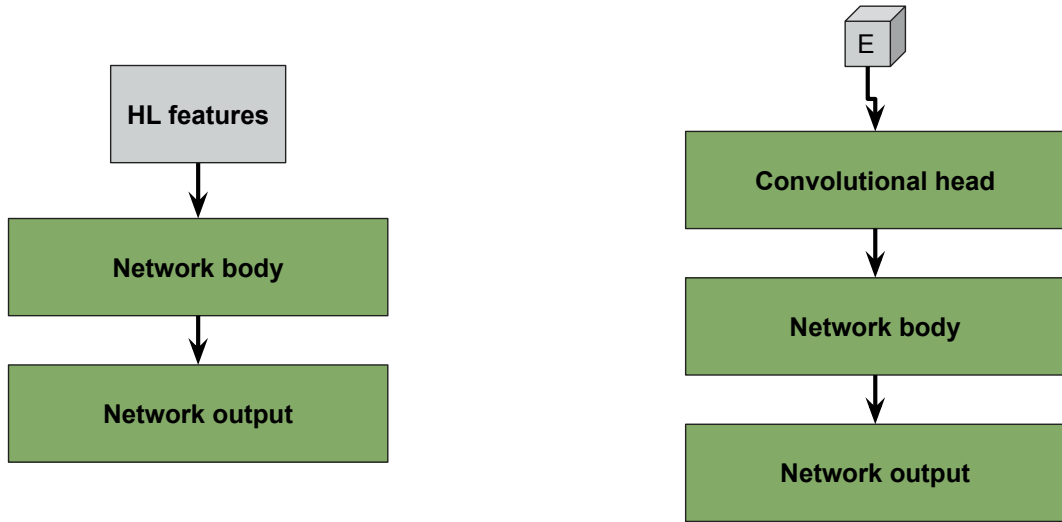 HL features
Network body
Network output
E
Convolutional head
Network body
Network output